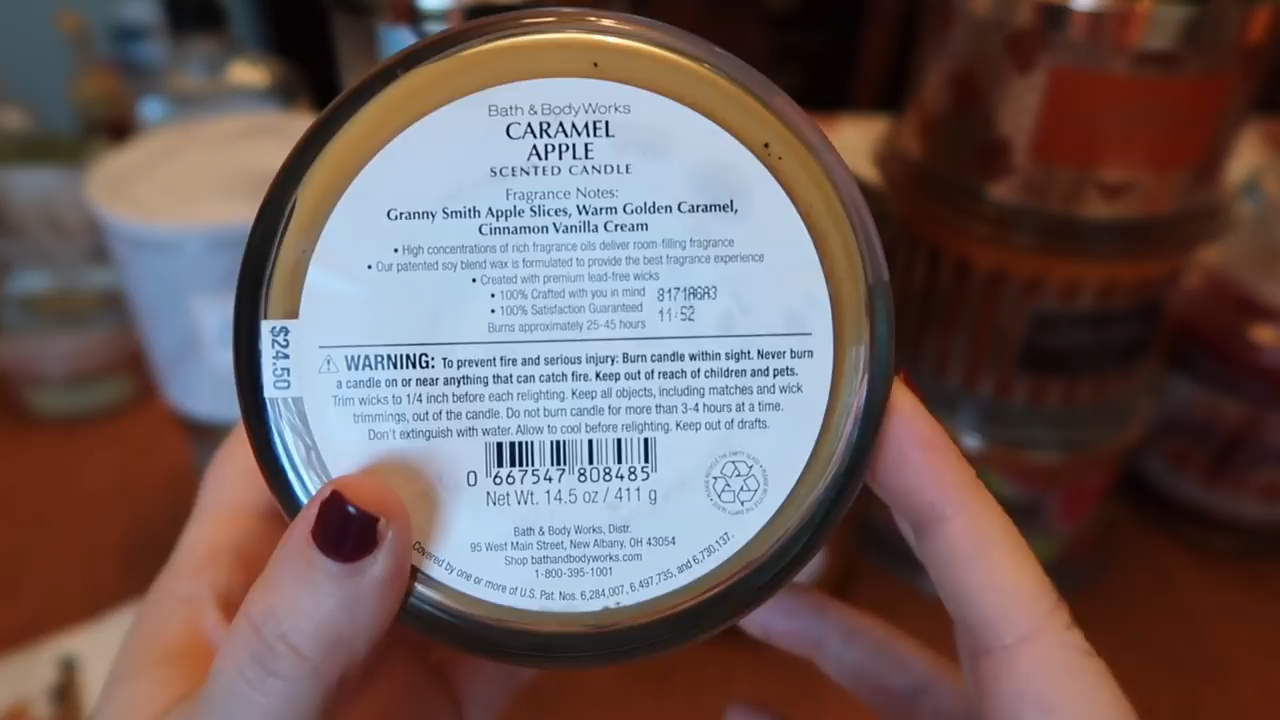 Bath & Body Works
CARAMEL
APPLE
SCENTED CANDLE
Fragrance Notes:
Granny Smith Apple Slices, Warm Golden Caramel,
Cinnamon Vanilla Cream
• High concentrations of rich fragrance oils deliver room-filling fragrance
• Our patented soy blend wax is formulated to provide the best fragrance experience
• Created with premium lead-free wicks
• 100% Crafted with you in mind
• 100% Satisfaction Guaranteed
Burns approximately 25-45 hours
8171AGA3
11:52
$24.50
⚠ WARNING: To prevent fire and serious injury: Burn candle within sight. Never burn
a candle on or near anything that can catch fire. Keep out of reach of children and pets.
Trim wicks to 1/4 inch before each relighting. Keep all objects, including matches and wick
trimmings, out of the candle. Do not burn candle for more than 3-4 hours at a time.
Don't extinguish with water. Allow to cool before relighting. Keep out of drafts.
0 667547 808485
Net Wt. 14.5 oz / 411 g
Bath & Body Works, Distr.
95 West Main Street, New Albany, OH 43054
Shop bathandbodyworks.com
1-800-395-1001
Covered by one or more of U.S. Pat. Nos. 6,284,007, 6,497,735, and 6,730,137.